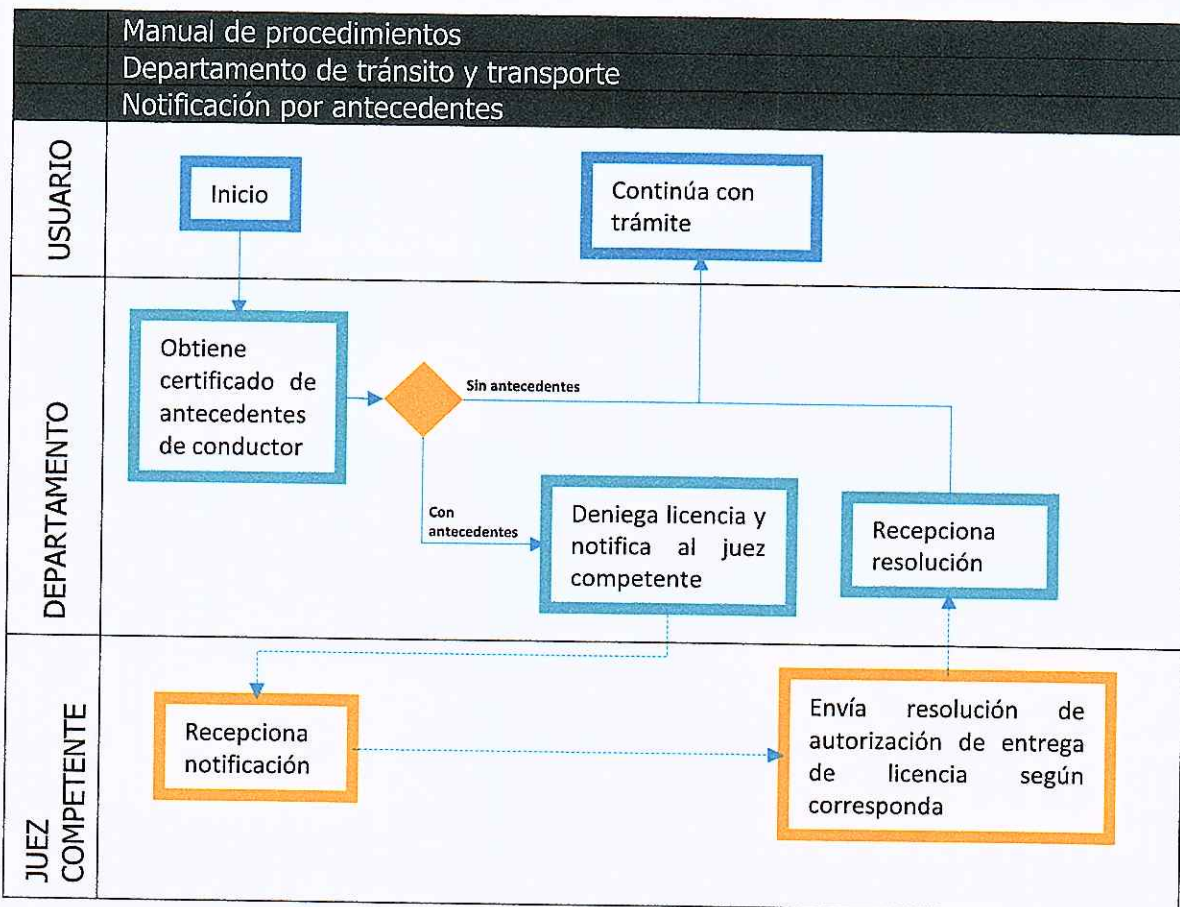 Manual de procedimientos
Departamento de tránsito y transporte
Notificación por antecedentes
USUARIO
Inicio
Continúa con
trámite
DEPARTAMENTO
Obtiene
certificado de
antecedentes
de conductor
Sin antecedentes
Con
antecedentes
Deniega licencia y
notifica al juez
competente
Recepciona
resolución
JUEZ
COMPETENTE
Recepciona
notificación
Envía resolución de
autorización de entrega
de licencia según
corresponda